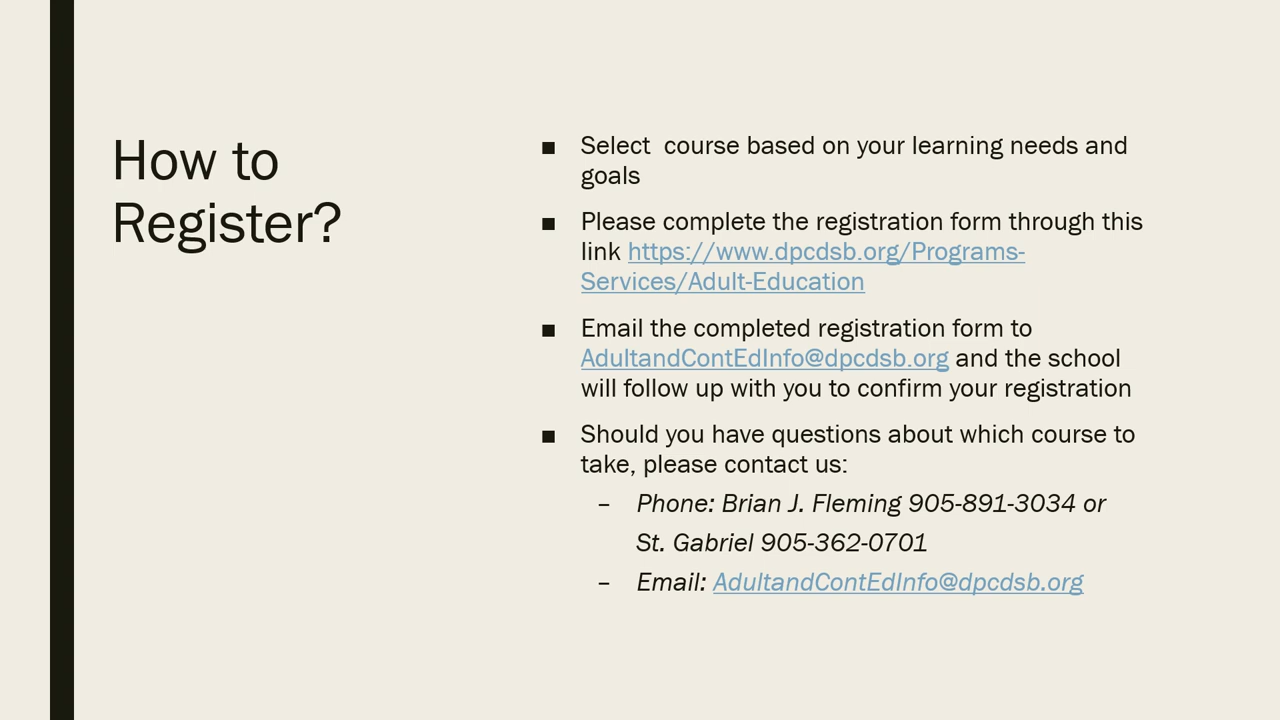 How to
Register?
■ Select  course based on your learning needs and
goals
■ Please complete the registration form through this
link https://www.dpcdsb.org/Programs-
Services/Adult-Education
■ Email the completed registration form to
AdultandContEdInfo@dpcdsb.org and the school
will follow up with you to confirm your registration
■ Should you have questions about which course to
take, please contact us:
– Phone: Brian J. Fleming 905-891-3034 or
St. Gabriel 905-362-0701
– Email: AdultandContEdInfo@dpcdsb.org